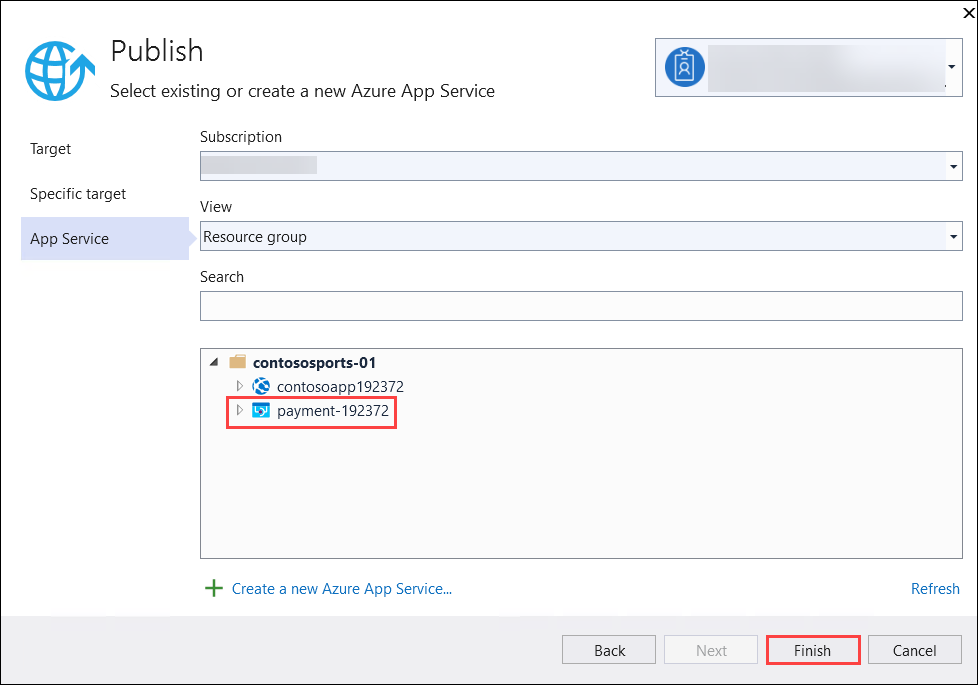 Publish
Select existing or create a new Azure App Service
Target
Specific target
App Service
Subscription
View
Resource group
Search
contososports-01
contosoapp192372
payment-192372
Create a new Azure App Service...
Refresh
Back
Next
Finish
Cancel